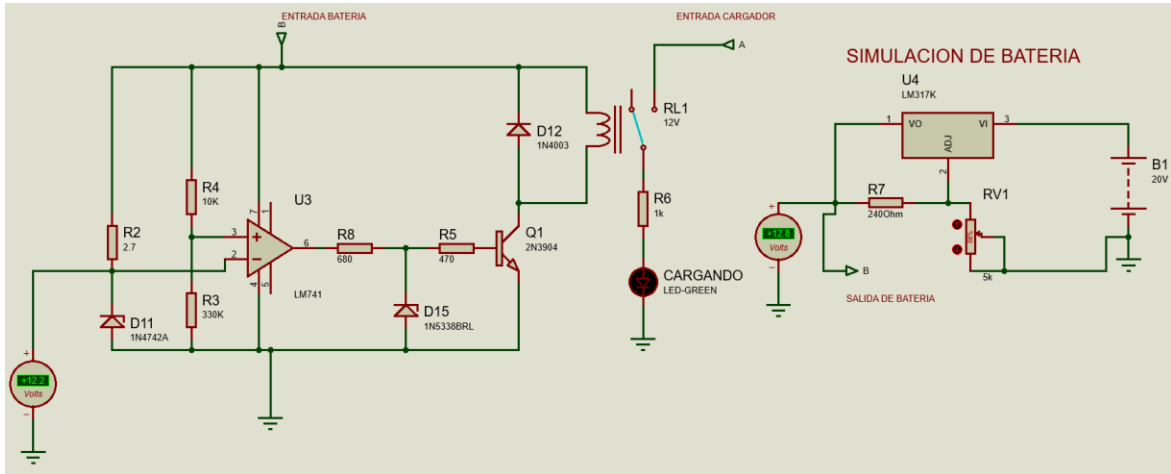 ENTRADA BATERIA
B
ENTRADA CARGADOR
A
SIMULACION DE BATERIA
U4
LM317K
1
VO
VI
3
ADJ
2
B1
20V
RL1
12V
D12
1N4003
R4
10K
U3
7
1
3
2
6
4
5
LM741
R2
2.7
R3
330K
R8
680
R5
470
Q1
2N3904
R6
1k
R7
240Ohm
RV1
5k
+12.8
Volts
B
SALIDA DE BATERIA
D11
1N4742A
D15
1N5338BRL
CARGANDO
LED-GREEN
+12.2
Volts